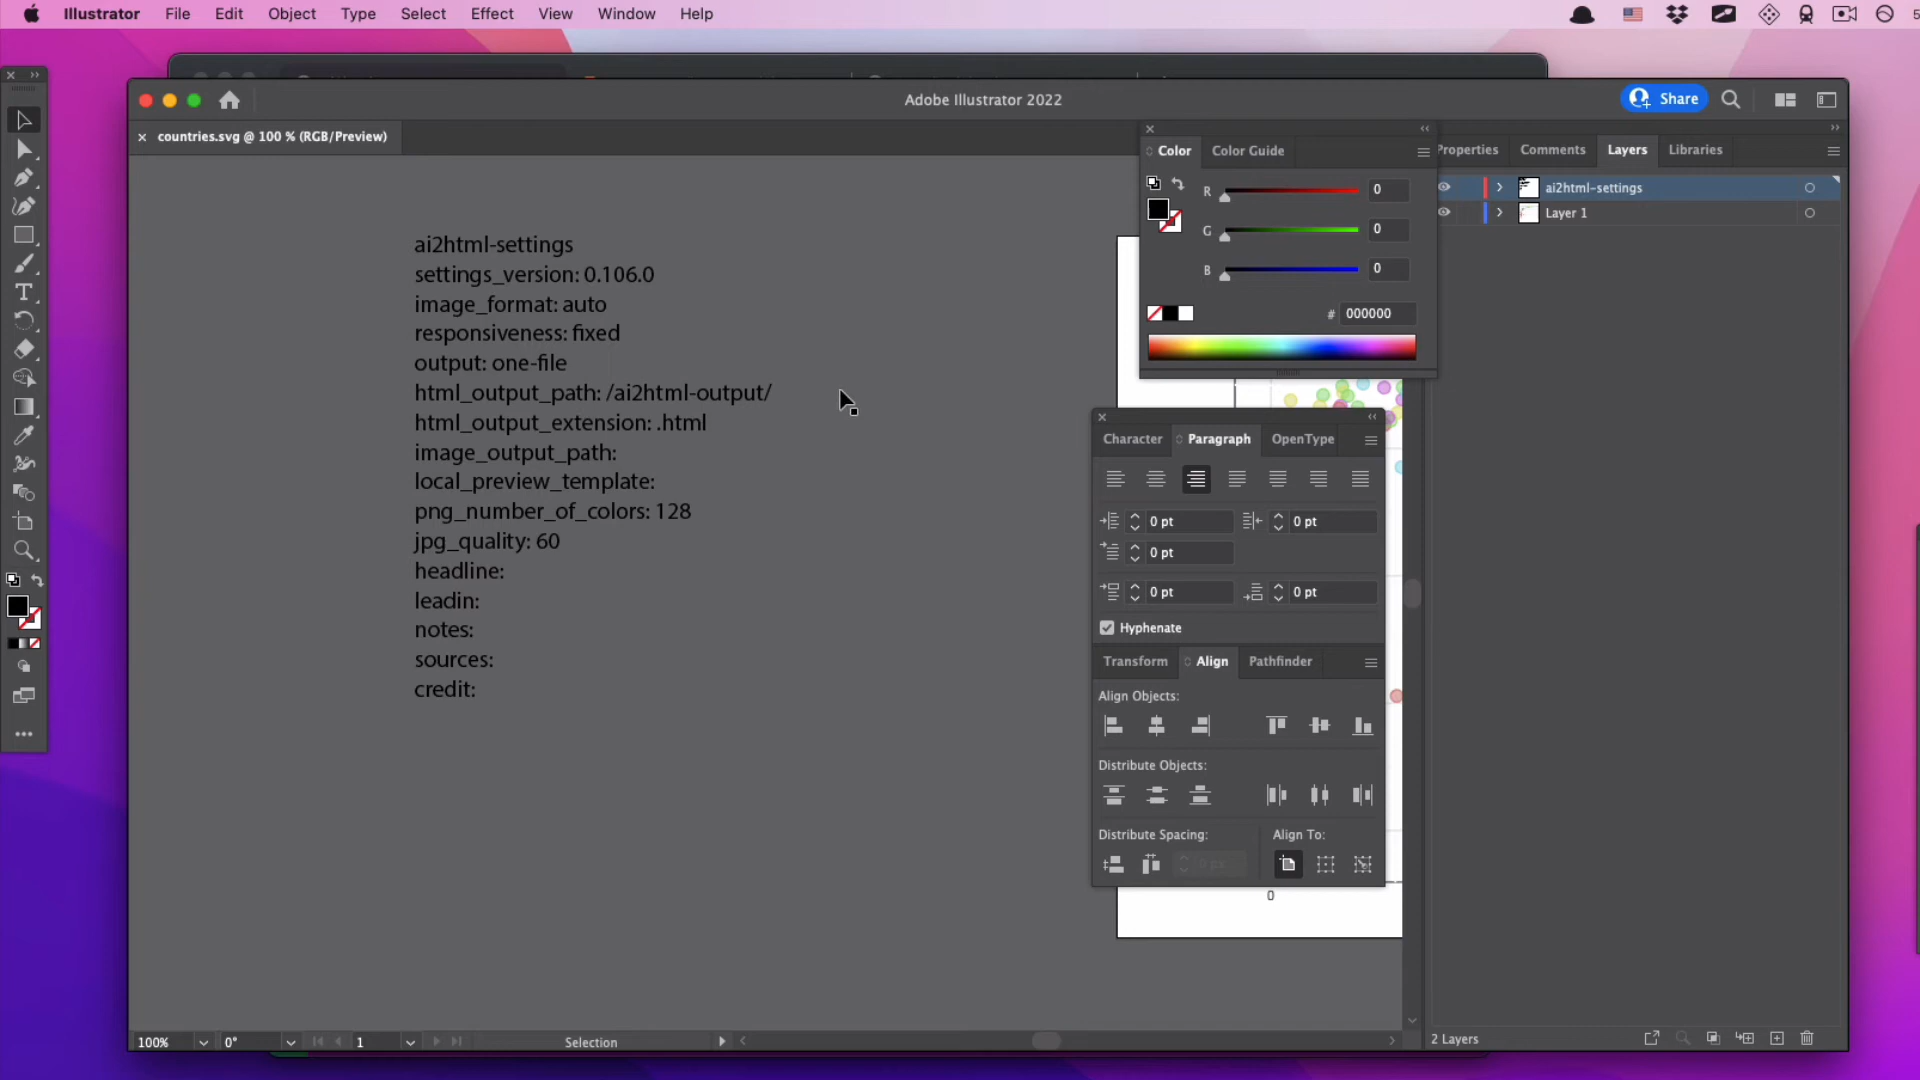 Illustrator File Edit Object Type Select Effect View Window Help
Adobe Illustrator 2022
Share
countries.svg @ 100 % (RGB/Preview)
Color Color Guide
Properties Comments Layers Libraries
R 0
G 0
B 0
# 000000
ai2html-settings
Layer 1
ai2html-settings
settings_version: 0.106.0
image_format: auto
responsiveness: fixed
output: one-file
html_output_path: /ai2html-output/
html_output_extension: .html
image_output_path:
local_preview_template:
png_number_of_colors: 128
jpg_quality: 60
headline:
leadin:
notes:
sources:
credit:
Character Paragraph OpenType
0 pt 0 pt
0 pt
0 pt 0 pt
Hyphenate
Transform Align Pathfinder
Align Objects:
Distribute Objects:
Distribute Spacing: Align To:
0 px
0
100% 0° 1 Selection
2 Layers